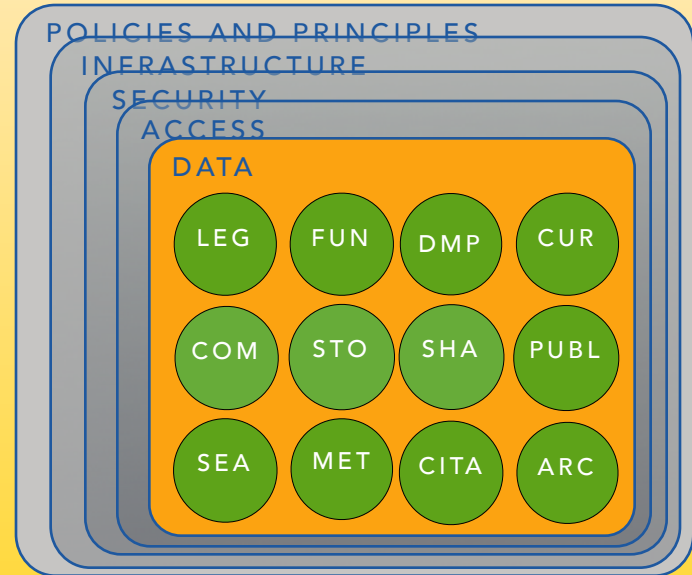 POLICIES AND PRINCIPLES
INFRASTRUCTURE
SECURITY
ACCESS
DATA
LEG FUN DMP CUR
COM STO SHA PUBL
SEA MET CITA ARC